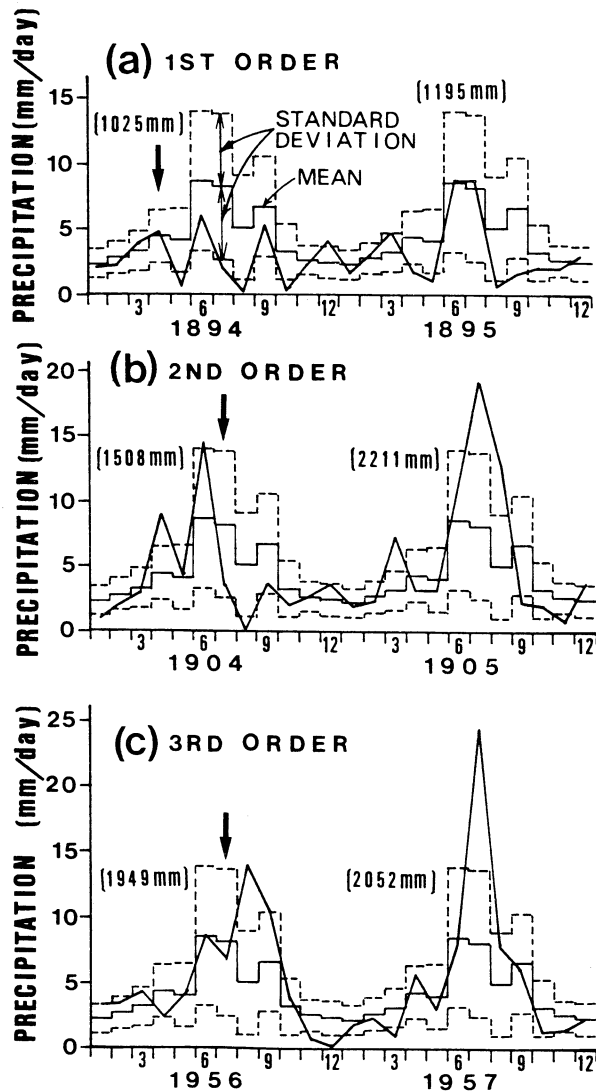 (a) 1ST ORDER
PRECIPITATION (mm/day)
15
10
5
0
(1025mm)
STANDARD
DEVIATION
MEAN
(1195mm)
3 6 9 12 3 6 9 12
1894 1895
(b) 2ND ORDER
PRECIPITATION (mm/day)
20
15
10
5
0
(1508mm)
(2211mm)
3 6 9 12 3 6 9 12
1904 1905
(c) 3RD ORDER
PRECIPITATION (mm/day)
25
20
15
10
5
0
(1949mm)
(2052mm)
3 6 9 12 3 6 9 12
1956 1957